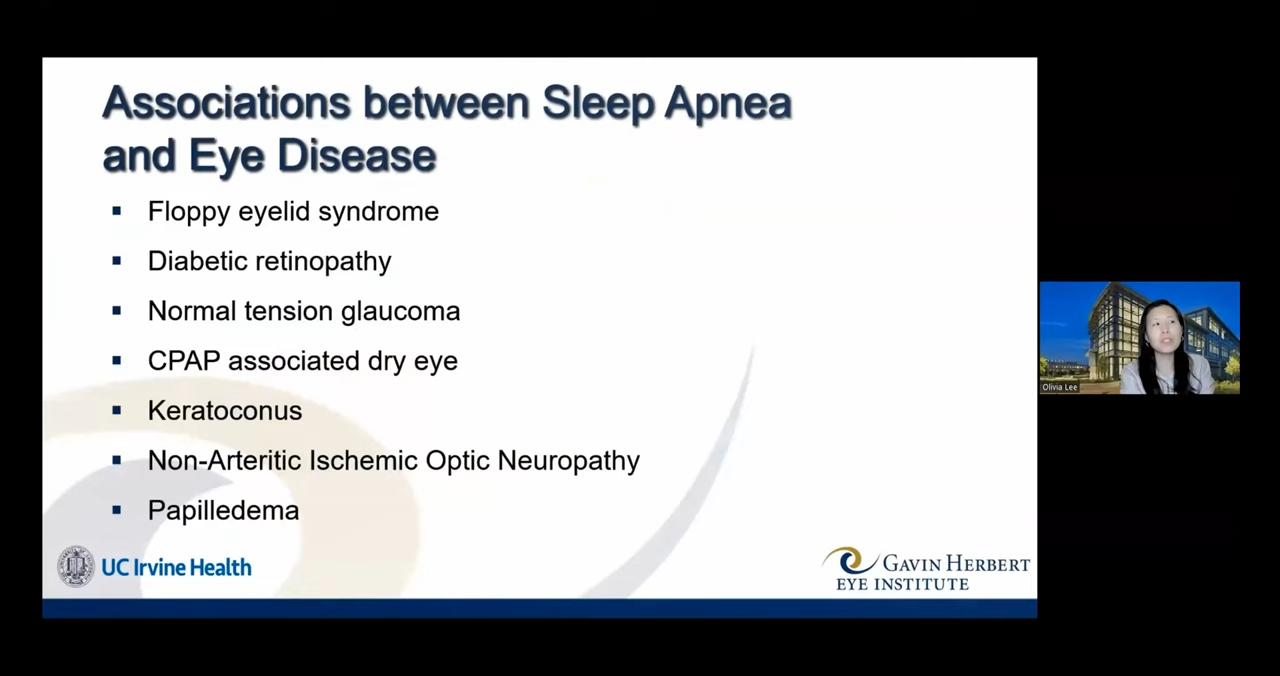 Associations between Sleep Apnea
and Eye Disease
Floppy eyelid syndrome
Diabetic retinopathy
Normal tension glaucoma
CPAP associated dry eye
Keratoconus
Non-Arteritic Ischemic Optic Neuropathy
Papilledema
UC Irvine Health
GAVIN HERBERT
EYE INSTITUTE
Olivia Lee